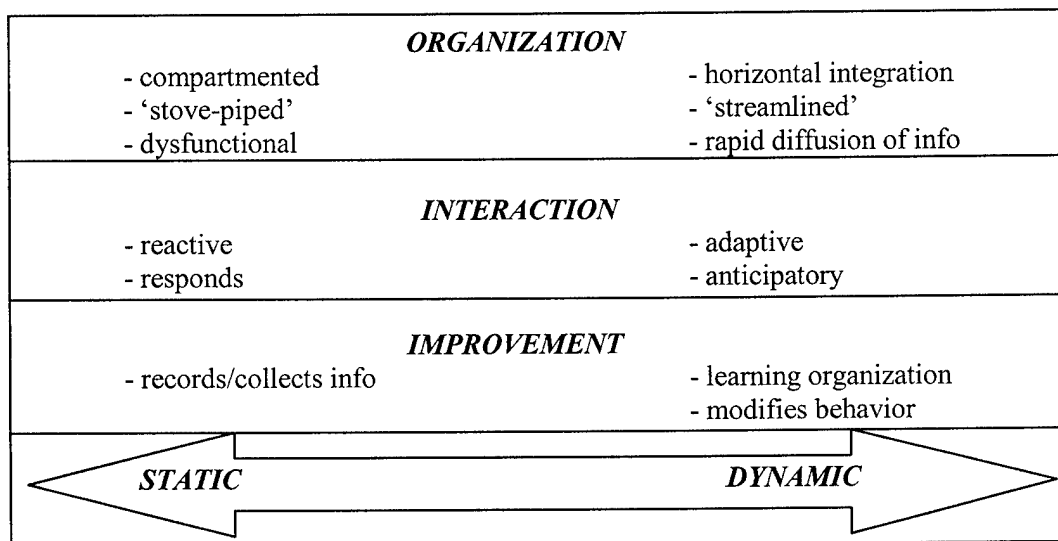 ORGANIZATION
- compartmented - horizontal integration
- ‘stove-piped’ - ‘streamlined’
- dysfunctional - rapid diffusion of info
INTERACTION
- reactive - adaptive
- responds - anticipatory
IMPROVEMENT
- records/collects info - learning organization
- modifies behavior
STATIC DYNAMIC